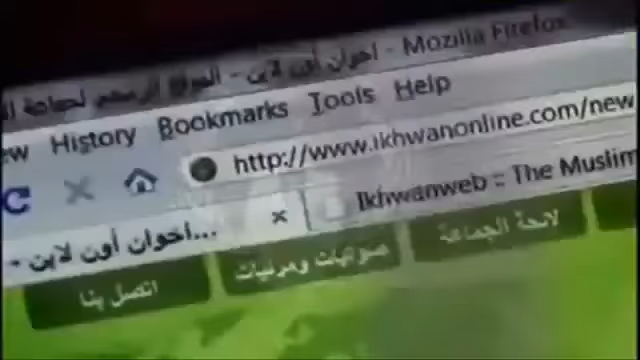 اخوان أون لاين - الموقع الرسمي لجماعة - Mozilla Firefox
History Bookmarks Tools Help
http://www.ikhwanonline.com/new
اخوان أون لاين - ...
Ikhwanweb :: The Muslim
لائحة الجماعة
صوتيات ومرئيات
اتصل بنا